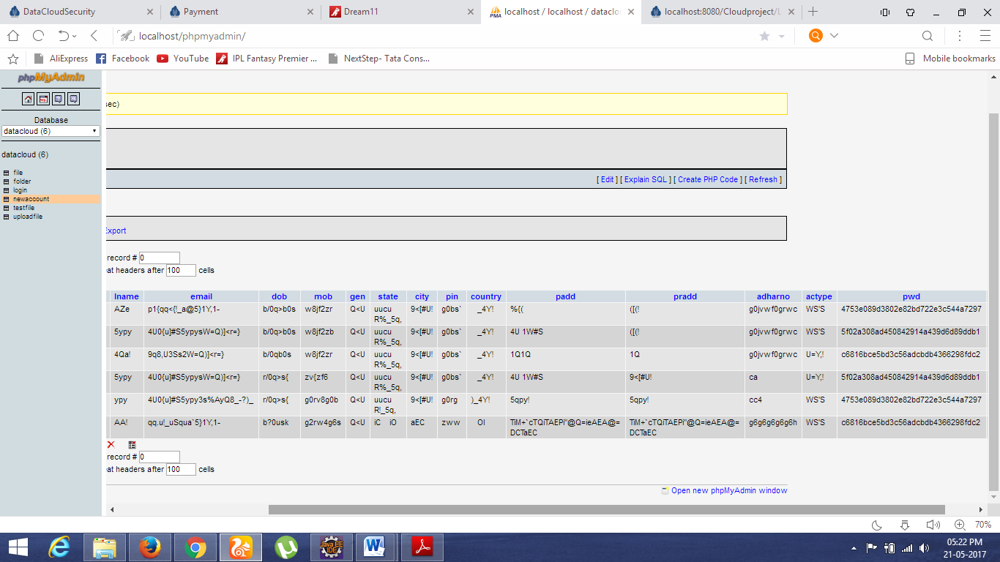 DataCloudSecurity
Payment
Dream11
localhost / localhost / dataclo
localhost:8080/Cloudproject/L
localhost/phpmyadmin/
AliExpress Facebook YouTube IPL Fantasy Premier ... NextStep- Tata Cons... Mobile bookmarks
phpMyAdmin
Database
datacloud (6)
datacloud (6)
file
folder
login
newaccount
testfile
uploadfile
sec)
[ Edit ] [ Explain SQL ] [ Create PHP Code ] [ Refresh ]
Export
record # 0
at headers after 100 cells
lname email dob mob gen state city pin country padd pradd adharno actype pwd
AZe p1{qq<{!_a@5}1Y,1- b/0q>b0s w8jf2zr Q<U uucu 9<[#U! g0bs` _4Y! %{( ([(! g0jvwf0grwc WS'S 4753e089d3802e82bd722e3c544a7297
R%_5q,
5ypy 4U0{u]#S5ypysW=Q)]<r=} b/0q>b0s w8jf2zb Q<U uucu 9<[#U! g0bs` _4Y! 4U 1W#S ([(! g0jvwf0grwc WS'S 5f02a308ad450842914a439d6d89ddb1
R%_5q,
4Qa! 9q8,U3Ss2W=Q)]<r=} b/0qb0s w8jf2zr Q<U uucu 9<[#U! g0bs` _4Y! 1Q1Q 1Q g0jvwf0grwc U=Y,! c6816bce5bd3c56adcbdb4366298fdc2
R%_5q,
5ypy 4U0{u]#S5ypysW=Q)]<r=} r/0q>s{ zv{zf6 Q<U uucu 9<[#U! g0bs` _4Y! 4U 1W#S 9<[#U! ca U=Y,! 5f02a308ad450842914a439d6d89ddb1
R%_5q,
ypy 4U0{u]#S5ypy3s%AyQ8_-?)_ r/0q>s{ g0rv8g0b Q<U uucu 9<[#U! g0rg )_4Y! 5qpy! 5qpy! cc4 WS'S 4753e089d3802e82bd722e3c544a7297
R!_5q,
AA! qq.u!_uSqua`5}1Y,1- b?0usk g2rw4g6s Q<U iC iO aEC zww OI TiM+`cTQiTAEPi"@Q=ieAEA@= TiM+`cTQiTAEPi"@Q=ieAEA@= g6g6g6g6g6h WS'S c6816bce5bd3c56adcbdb4366298fdc2
DCTaEC DCTaEC
record # 0
eat headers after 100 cells
Open new phpMyAdmin window
70%
Java EE
IDE
05:22 PM
21-05-2017